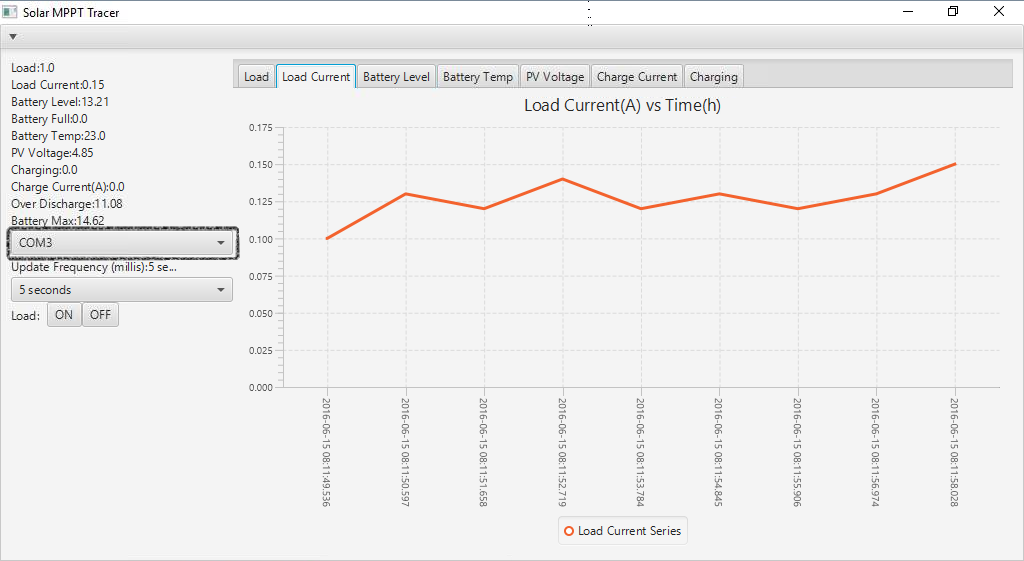 Solar MPPT Tracer
Load:1.0
Load Current:0.15
Battery Level:13.21
Battery Full:0.0
Battery Temp:23.0
PV Voltage:4.85
Charging:0.0
Charge Current(A):0.0
Over Discharge:11.08
Battery Max:14.62
COM3
Update Frequency (millis):5 se...
5 seconds
Load: ON OFF
Load Load Current Battery Level Battery Temp PV Voltage Charge Current Charging
Load Current(A) vs Time(h)
0.175
0.150
0.125
0.100
0.075
0.050
0.025
0.000
2016-06-15 08:11:49.536
2016-06-15 08:11:50.597
2016-06-15 08:11:51.658
2016-06-15 08:11:52.719
2016-06-15 08:11:53.784
2016-06-15 08:11:54.845
2016-06-15 08:11:55.906
2016-06-15 08:11:56.974
2016-06-15 08:11:58.028
Load Current Series